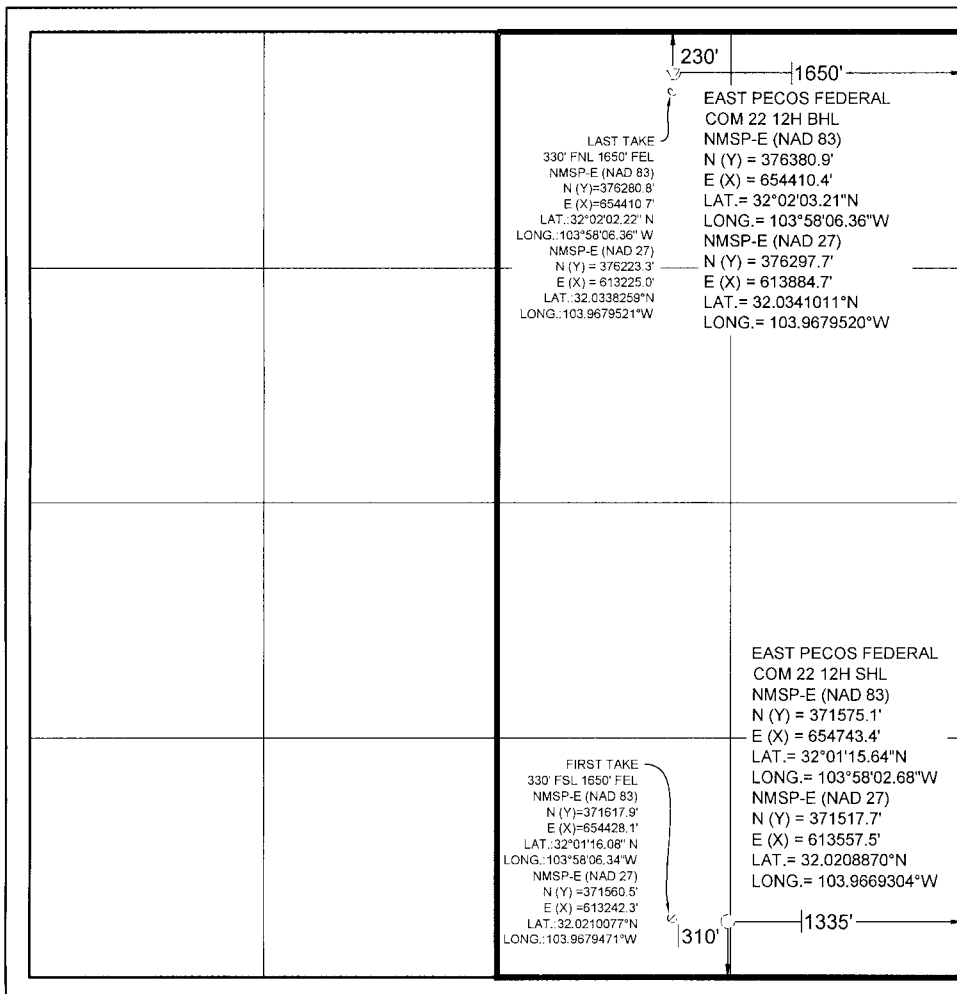 230'
1650'
EAST PECOS FEDERAL
COM 22 12H BHL
NMSP-E (NAD 83)
N (Y) = 376380.9'
E (X) = 654410.4'
LAT.= 32°02'03.21"N
LONG.= 103°58'06.36"W
NMSP-E (NAD 27)
N (Y) = 376297.7'
E (X) = 613884.7'
LAT.= 32.0341011°N
LONG.= 103.9679520°W
LAST TAKE
330' FNL 1650' FEL
NMSP-E (NAD 83)
N (Y)=376280.8'
E (X)=654410 7'
LAT.:32°02'02.22" N
LONG.:103°58'06.36" W
NMSP-E (NAD 27)
N (Y) = 376223.3'
E (X) = 613225.0'
LAT.:32.0338259°N
LONG.:103.9679521°W
EAST PECOS FEDERAL
COM 22 12H SHL
NMSP-E (NAD 83)
N (Y) = 371575.1'
E (X) = 654743.4'
LAT.= 32°01'15.64"N
LONG.= 103°58'02.68"W
NMSP-E (NAD 27)
N (Y) = 371517.7'
E (X) = 613557.5'
LAT.= 32.0208870°N
LONG.= 103.9669304°W
FIRST TAKE
330' FSL 1650' FEL
NMSP-E (NAD 83)
N (Y)=371617.9'
E (X)=654428.1'
LAT.:32°01'16.08" N
LONG.:103°58'06.34"W
NMSP-E (NAD 27)
N (Y) =371560.5'
E (X) =613242.3'
LAT.:32.0210077°N
LONG.:103.9679471°W
310'
1335'